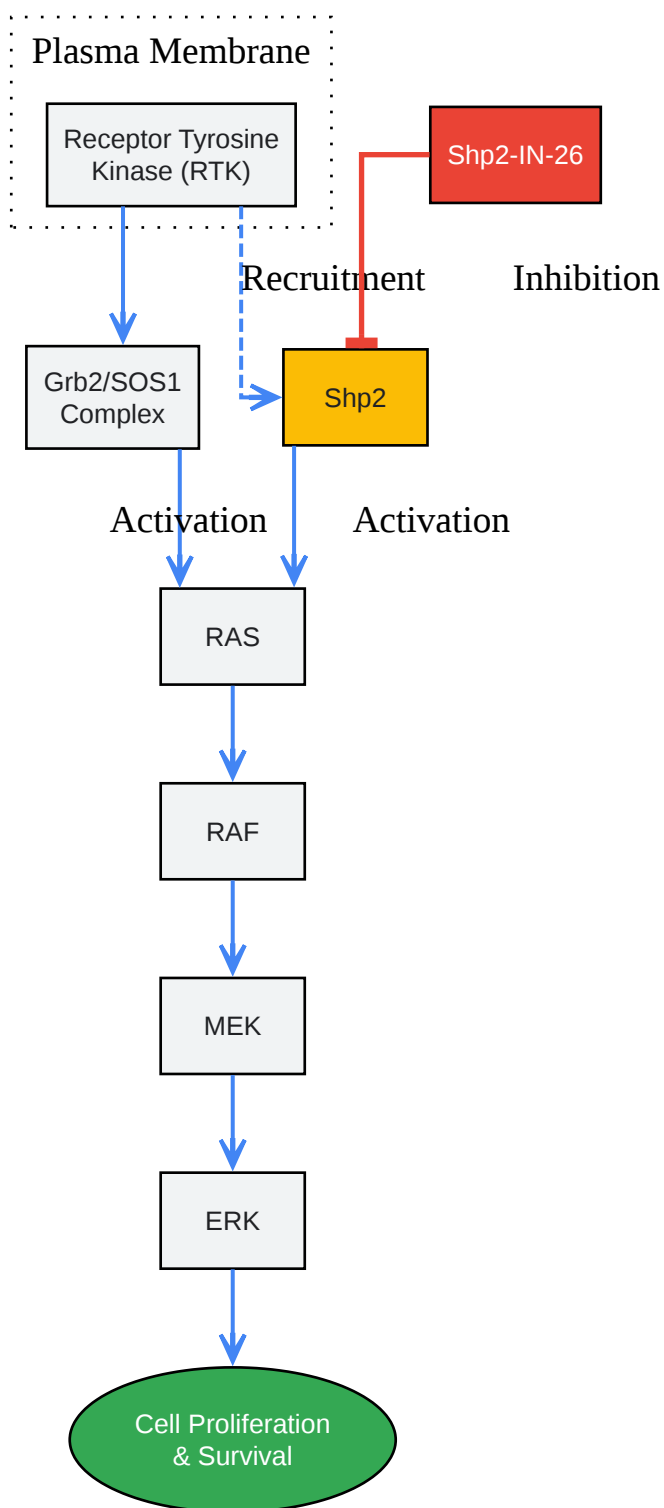 Plasma Membrane
Receptor Tyrosine
Kinase (RTK)
Shp2-IN-26
Recruitment
Inhibition
Grb2/SOS1
Complex
Shp2
Activation
Activation
RAS
RAF
MEK
ERK
Cell Proliferation
& Survival